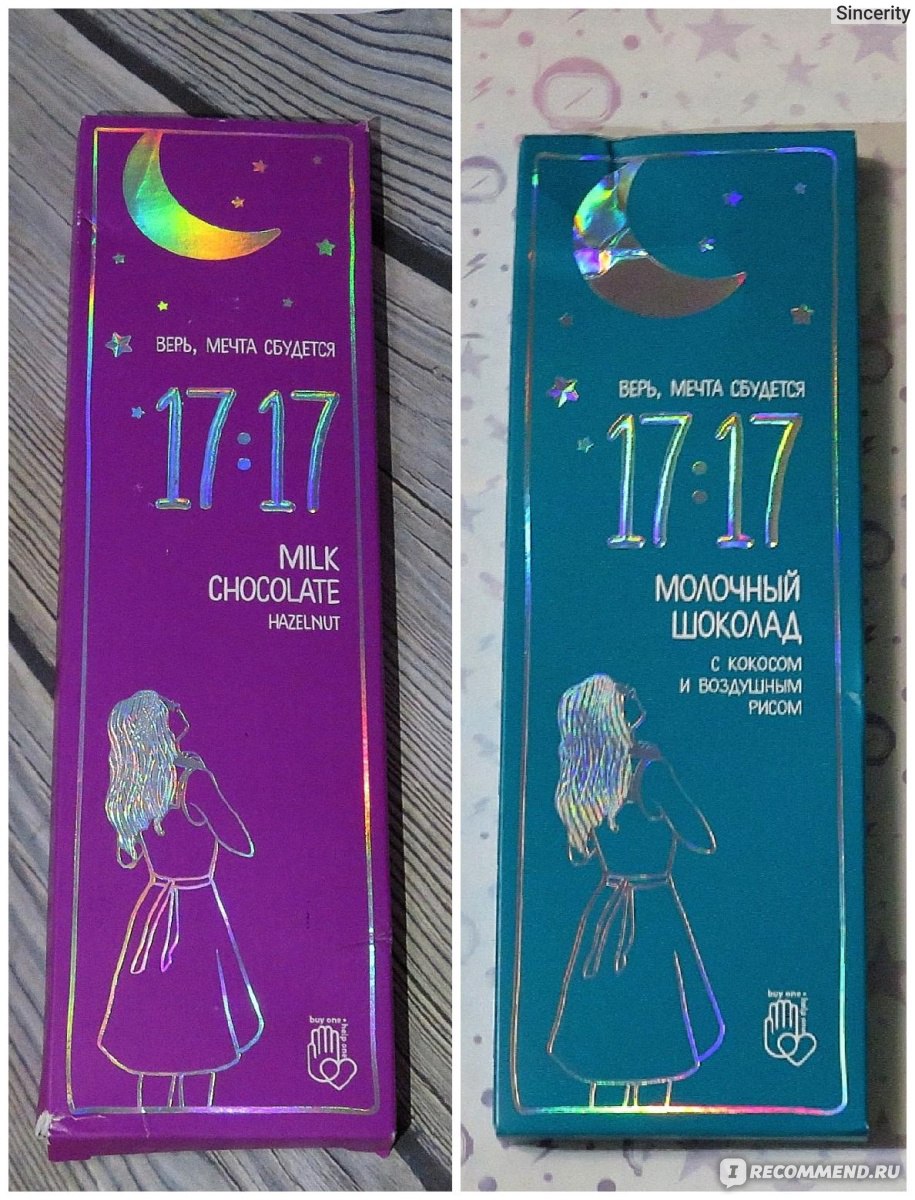 Sincerity
ВЕРЬ, МЕЧТА СБУДЕТСЯ
17:17
MILK
CHOCOLATE
HAZELNUT
buy one +
help one
ВЕРЬ, МЕЧТА СБУДЕТСЯ
17:17
МОЛОЧНЫЙ
ШОКОЛАД
С КОКОСОМ
И ВОЗДУШНЫМ
РИСОМ
buy one +
help one
I RECOMMEND.RU